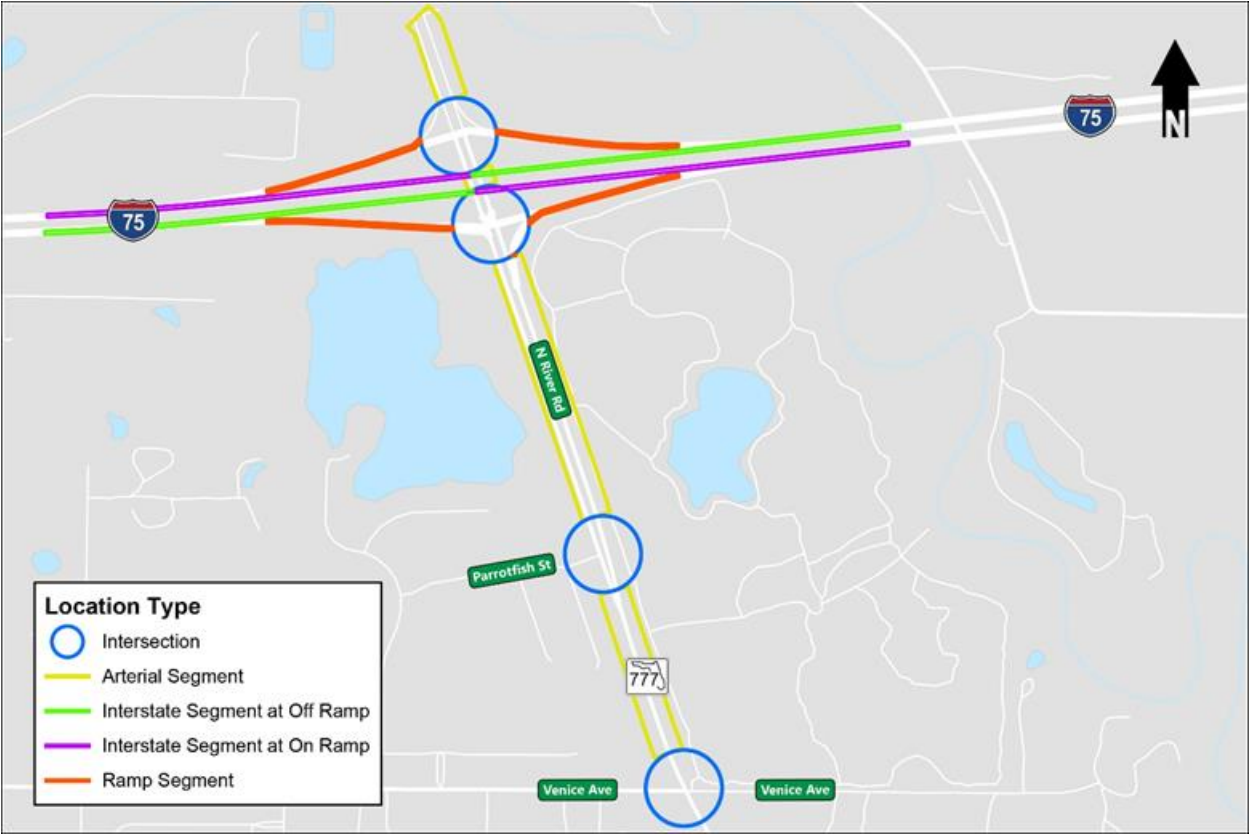 75
N
75
N River Rd
Parrotfish St
777
Venice Ave
Venice Ave
Location Type
Intersection
Arterial Segment
Interstate Segment at Off Ramp
Interstate Segment at On Ramp
Ramp Segment